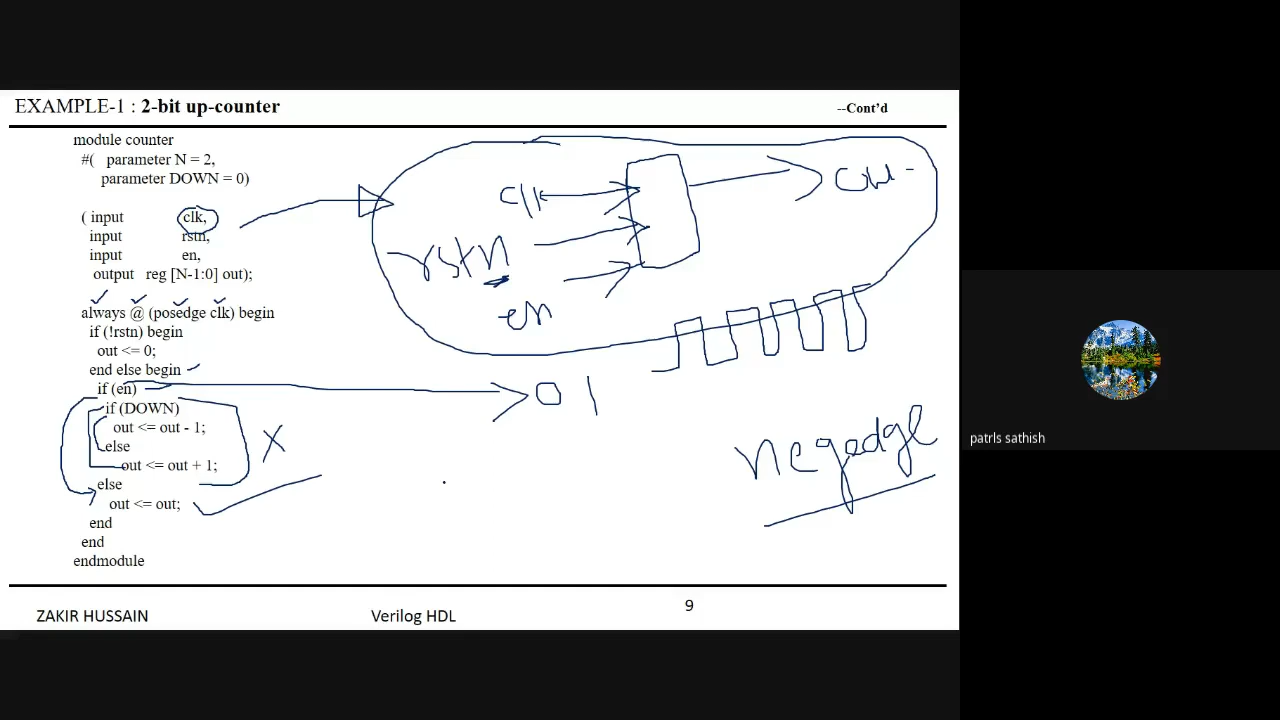 EXAMPLE-1 : 2-bit up-counter
--Cont'd
module counter
#( parameter N = 2,
parameter DOWN = 0)
( input clk,
input rstn,
input en,
output reg [N-1:0] out);
always @ (posedge clk) begin
if (!rstn) begin
out <= 0;
end else begin
if (en)
if (DOWN)
out <= out - 1;
else
out <= out + 1;
else
out <= out;
end
end
endmodule
clk
rstn
en
0 1
X
negedge
patrls sathish
ZAKIR HUSSAIN
Verilog HDL
9